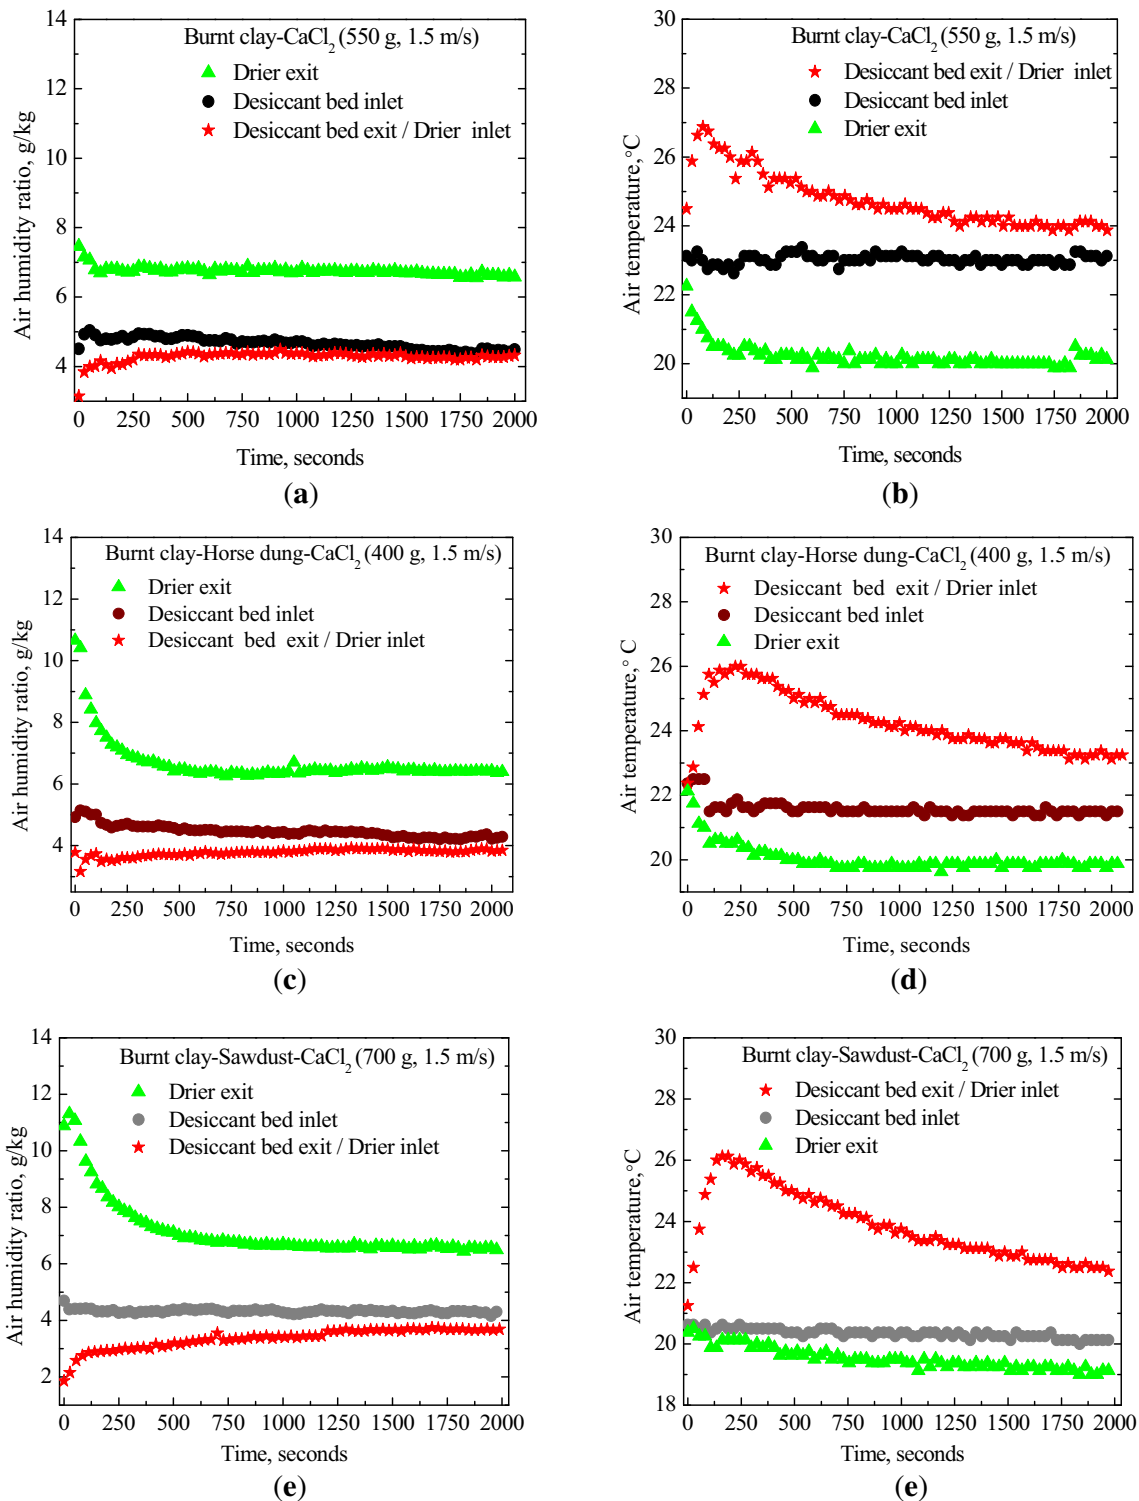 Burnt clay-CaCl2 (550 g, 1.5 m/s)
Drier exit
Desiccant bed inlet
Desiccant bed exit / Drier inlet
14
12
10
8
6
4
0 250 500 750 1000 1250 1500 1750 2000
Air humidity ratio, g/kg
Time, seconds
(a)
Burnt clay-CaCl2 (550 g, 1.5 m/s)
Desiccant bed exit / Drier inlet
Desiccant bed inlet
Drier exit
30
28
26
24
22
20
0 250 500 750 1000 1250 1500 1750 2000
Air temperature,°C
Time, seconds
(b)
Burnt clay-Horse dung-CaCl2 (400 g, 1.5 m/s)
Drier exit
Desiccant bed inlet
Desiccant bed exit / Drier inlet
14
12
10
8
6
4
0 250 500 750 1000 1250 1500 1750 2000
Air humidity ratio, g/kg
Time, seconds
(c)
Burnt clay-Horse dung-CaCl2 (400 g, 1.5 m/s)
Desiccant bed exit / Drier inlet
Desiccant bed inlet
Drier exit
30
28
26
24
22
20
0 250 500 750 1000 1250 1500 1750 2000
Air temperature,° C
Time, seconds
(d)
Burnt clay-Sawdust-CaCl2 (700 g, 1.5 m/s)
Drier exit
Desiccant bed inlet
Desiccant bed exit / Drier inlet
14
12
10
8
6
4
2
0 250 500 750 1000 1250 1500 1750 2000
Air humidity ratio, g/kg
Time, seconds
(e)
Burnt clay-Sawdust-CaCl2 (700 g, 1.5 m/s)
Desiccant bed exit / Drier inlet
Desiccant bed inlet
Drier exit
30
28
26
24
22
20
18
0 250 500 750 1000 1250 1500 1750 2000
Air temperature,°C
Time, seconds
(e)